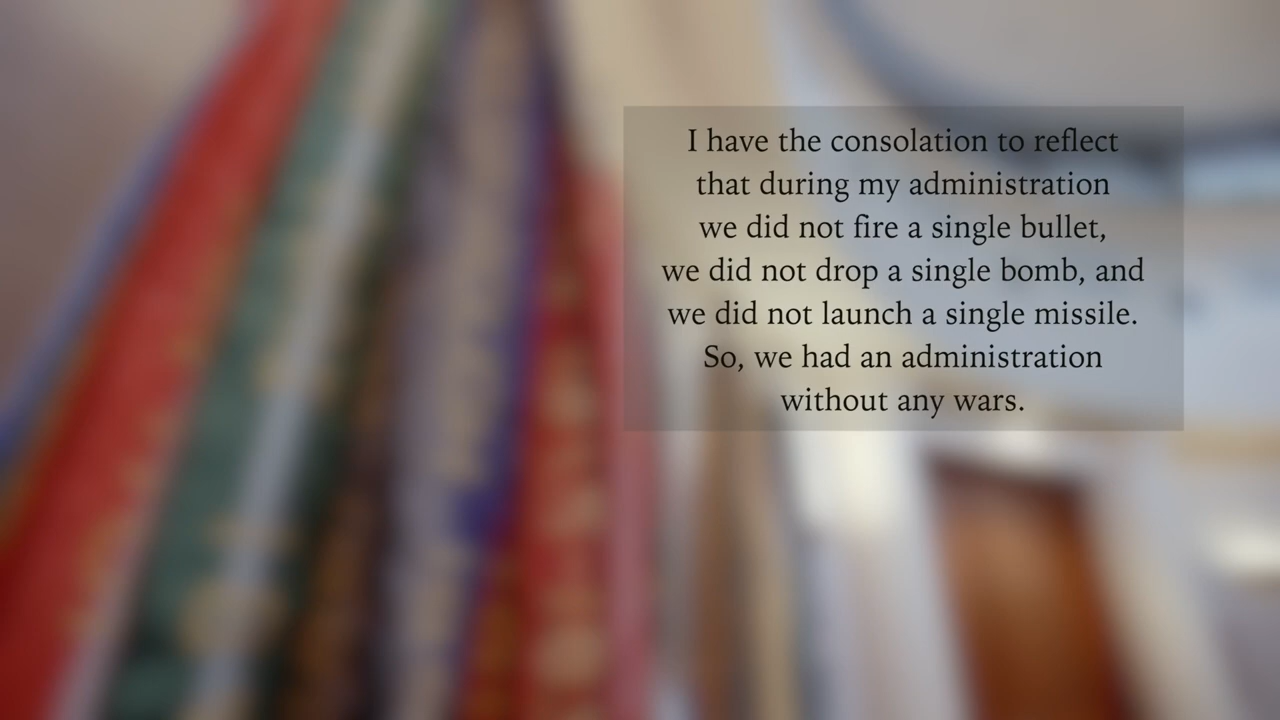 I have the consolation to reflect
that during my administration
we did not fire a single bullet,
we did not drop a single bomb, and
we did not launch a single missile.
So, we had an administration
without any wars.